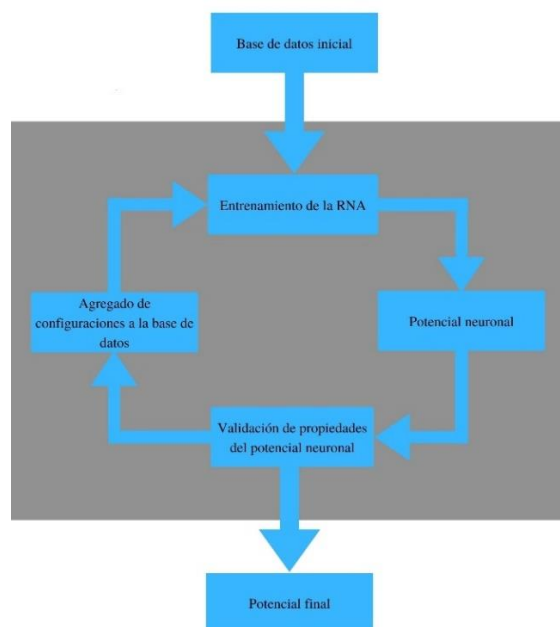 Base de datos inicial
Entrenamiento de la RNA
Agregado de
configuraciones a la base de
datos
Potencial neuronal
Validación de propiedades
del potencial neuronal
Potencial final